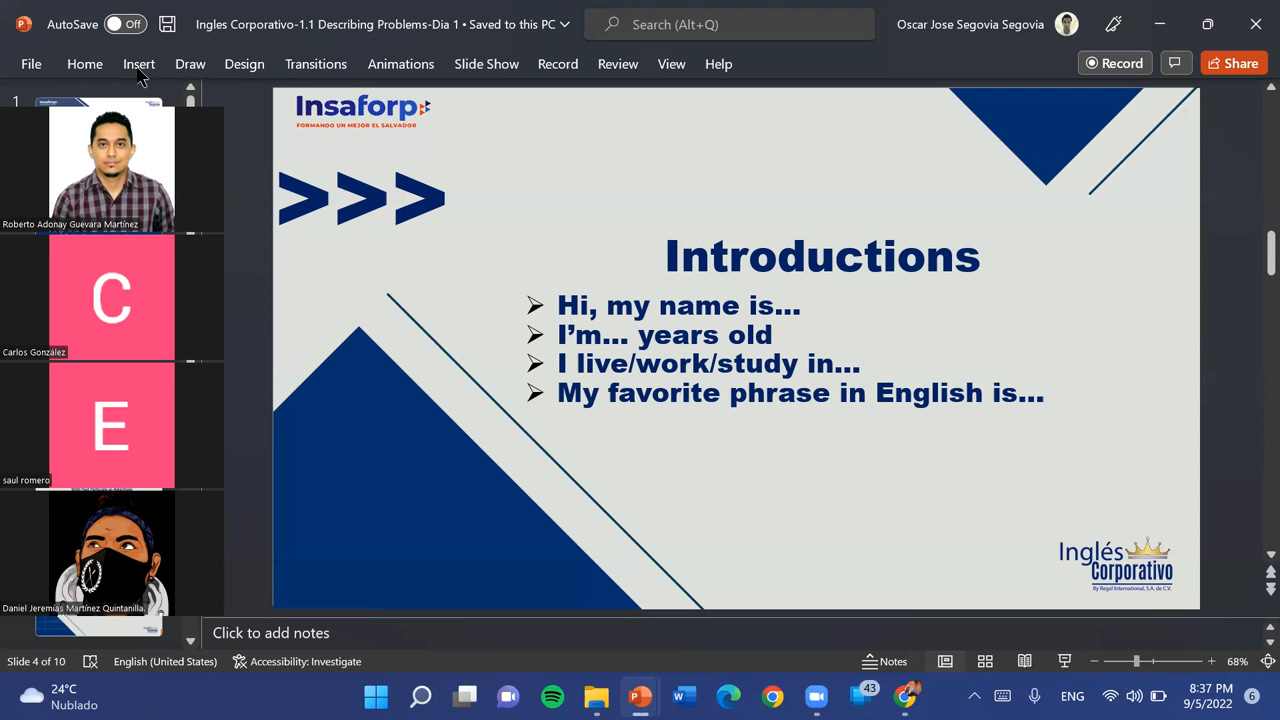 AutoSave Off Ingles Corporativo-1.1 Describing Problems-Dia 1 • Saved to this PC Search (Alt+Q) Oscar Jose Segovia Segovia
File Home Insert Draw Design Transitions Animations Slide Show Record Review View Help Record Share
1
Insaforp
FORMANDO UN MEJOR EL SALVADOR
>>>
Roberto Adonay Guevara Martínez
C
Carlos González
E
saul romero
Daniel Jeremías Martínez Quintanilla.
Introductions
Hi, my name is...
I'm... years old
I live/work/study in...
My favorite phrase in English is...
Inglés
Corporativo
By Regal International, S.A. de C.V.
Click to add notes
Slide 4 of 10 English (United States) Accessibility: Investigate Notes 68%
24°C
Nublado
43
ENG
8:37 PM
9/5/2022
6